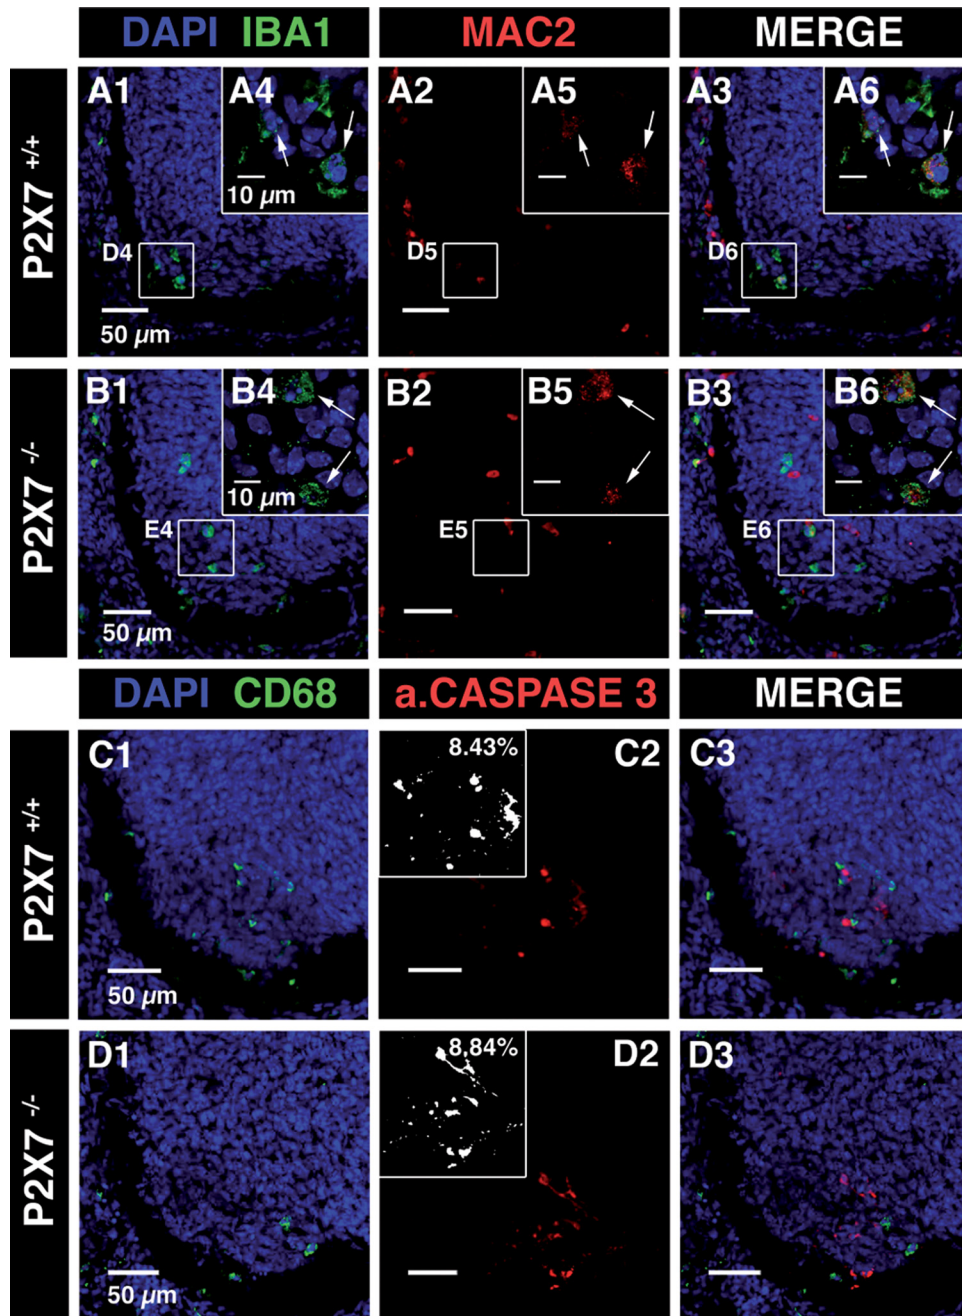 DAPI IBA1 MAC2 MERGE
P2X7 +/+
A1 A4 A2 A5 A3 A6
10 µm
D4 D5 D6
50 µm
P2X7 -/-
B1 B4 B2 B5 B3 B6
10 µm
E4 E5 E6
50 µm
DAPI CD68 a.CASPASE 3 MERGE
P2X7 +/+
C1 8.43% C2 C3
50 µm
P2X7 -/-
D1 8.84% D2 D3
50 µm